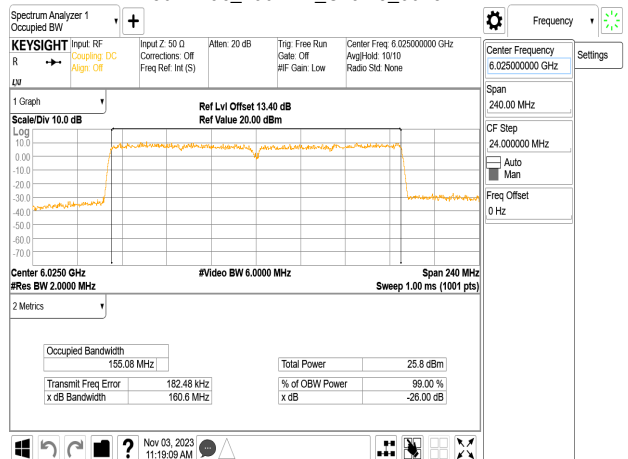 Spectrum Analyzer 1
Occupied BW
Frequency
KEYSIGHT
R
Input: RF
Coupling: DC
Align: Off
Input Z: 50 Ω
Corrections: Off
Freq Ref: Int (S)
Atten: 20 dB
Trig: Free Run
Gate: Off
#IF Gain: Low
Center Freq: 6.025000000 GHz
Avg|Hold: 10/10
Radio Std: None
LXI
1 Graph
Scale/Div 10.0 dB
Ref Lvl Offset 13.40 dB
Ref Value 20.00 dBm
Log
10.0
0.00
-10.0
-20.0
-30.0
-40.0
-50.0
-60.0
-70.0
Center 6.0250 GHz
#Video BW 6.0000 MHz
Span 240 MHz
#Res BW 2.0000 MHz
Sweep 1.00 ms (1001 pts)
2 Metrics
Occupied Bandwidth
155.08 MHz
Total Power 25.8 dBm
Transmit Freq Error 182.48 kHz
% of OBW Power 99.00 %
x dB Bandwidth 160.6 MHz
x dB -26.00 dB
Nov 03, 2023
11:19:09 AM
Center Frequency
6.025000000 GHz
Settings
Span
240.00 MHz
CF Step
24.000000 MHz
Auto
Man
Freq Offset
0 Hz